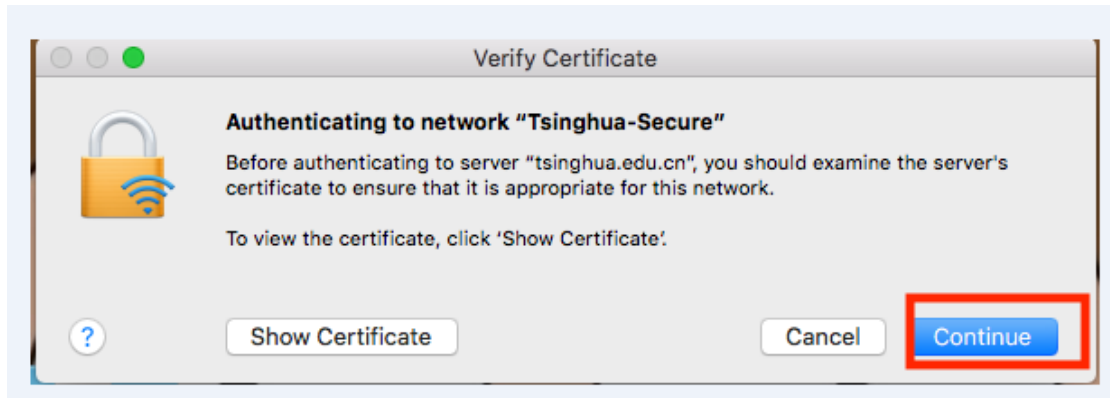 Verify Certificate
Authenticating to network “Tsinghua-Secure”
Before authenticating to server “tsinghua.edu.cn”, you should examine the server's
certificate to ensure that it is appropriate for this network.
To view the certificate, click ‘Show Certificate’.
?
Show Certificate
Cancel
Continue